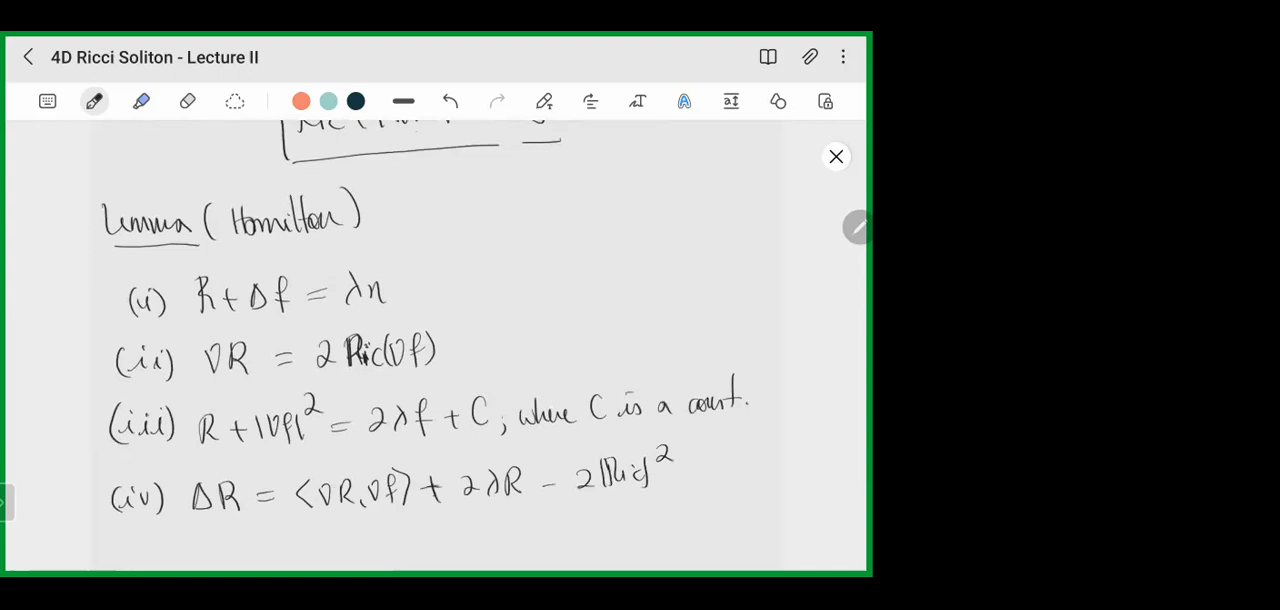 4D Ricci Soliton - Lecture II
Lemma (Hamilton)
(i) R + Δf = λn
(ii) ∇R = 2 Ric(∇f)
(iii) R + |∇f|² = 2λf + C, where C is a const.
(iv) ΔR = <∇R, ∇f> + 2λR - 2|Ric|²